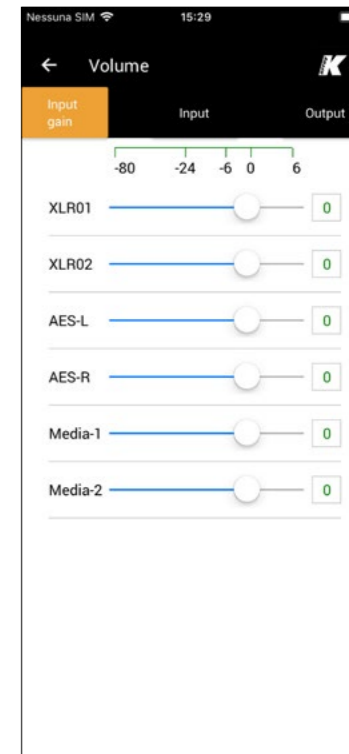 Nessuna SIM 15:29
Volume K
Input gain Input Output
-80 -24 -6 0 6
XLR01 0
XLR02 0
AES-L 0
AES-R 0
Media-1 0
Media-2 0